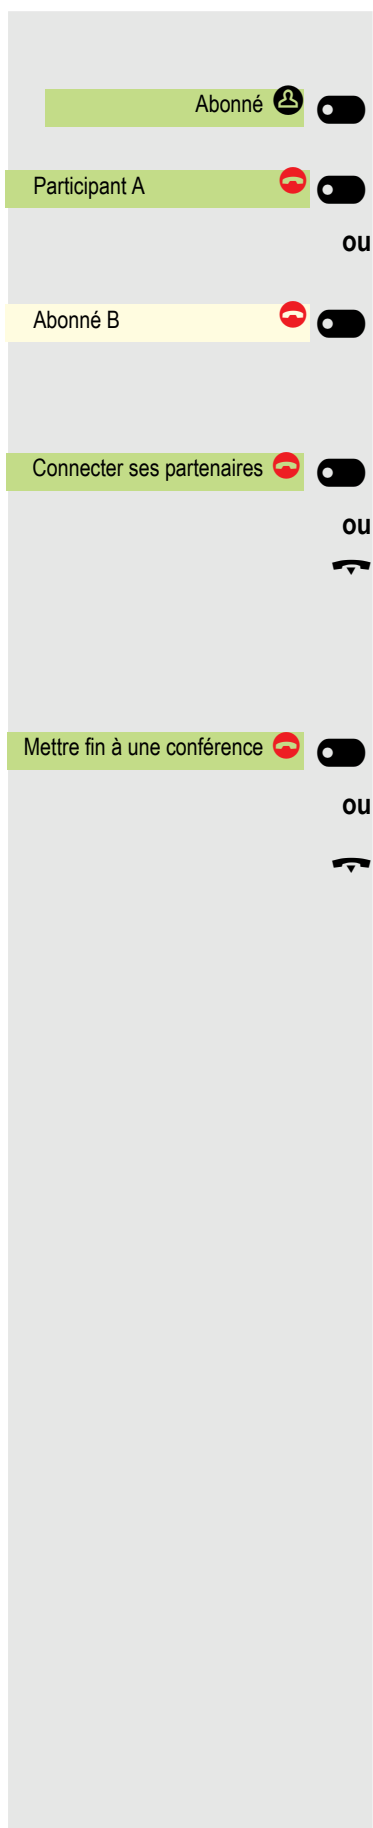 Abonné
Participant A
ou
Abonné B
Connecter ses partenaires
ou
Mettre fin à une conférence
ou